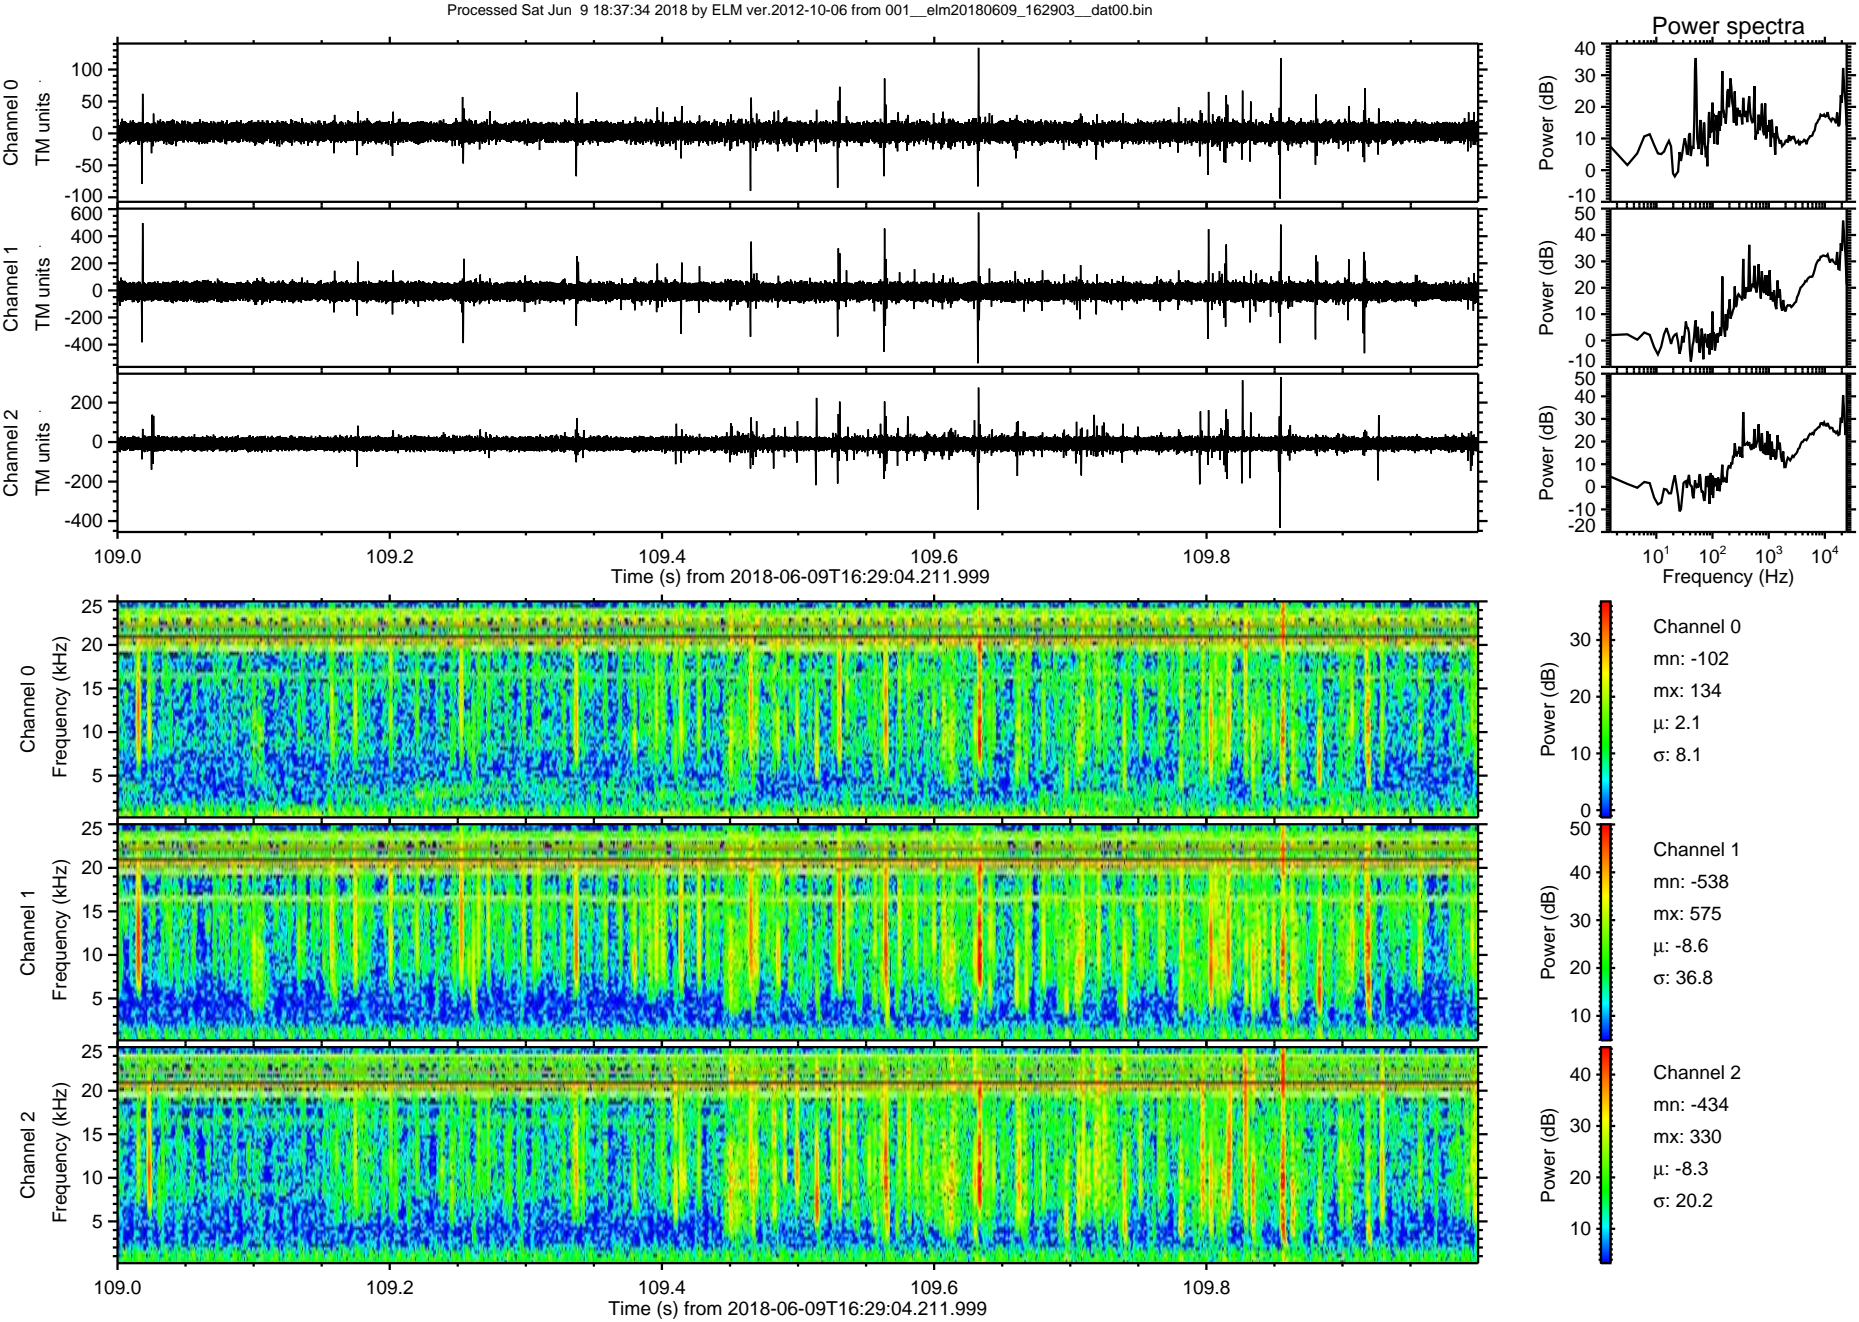 Processed Sat Jun  9 18:37:34 2018 by ELM ver.2012-10-06 from 001__elm20180609_162903__dat00.bin
Power spectra
Channel 0
TM units
100
50
0
-50
-100
Power (dB)
40
30
20
10
0
-10
Channel 1
TM units
600
400
200
0
-200
-400
Power (dB)
50
40
30
20
10
0
-10
Channel 2
TM units
200
0
-200
-400
Power (dB)
50
40
30
20
10
0
-10
-20
109.0 109.2 109.4 109.6 109.8
Time (s) from 2018-06-09T16:29:04.211.999
10^1 10^2 10^3 10^4
Frequency (Hz)
Channel 0
Frequency (kHz)
25
20
15
10
5
Power (dB)
30
20
10
0
Channel 0
mn: -102
mx: 134
μ: 2.1
σ: 8.1
Channel 1
Frequency (kHz)
25
20
15
10
5
Power (dB)
50
40
30
20
10
Channel 1
mn: -538
mx: 575
μ: -8.6
σ: 36.8
Channel 2
Frequency (kHz)
25
20
15
10
5
Power (dB)
40
30
20
10
Channel 2
mn: -434
mx: 330
μ: -8.3
σ: 20.2
109.0 109.2 109.4 109.6 109.8
Time (s) from 2018-06-09T16:29:04.211.999